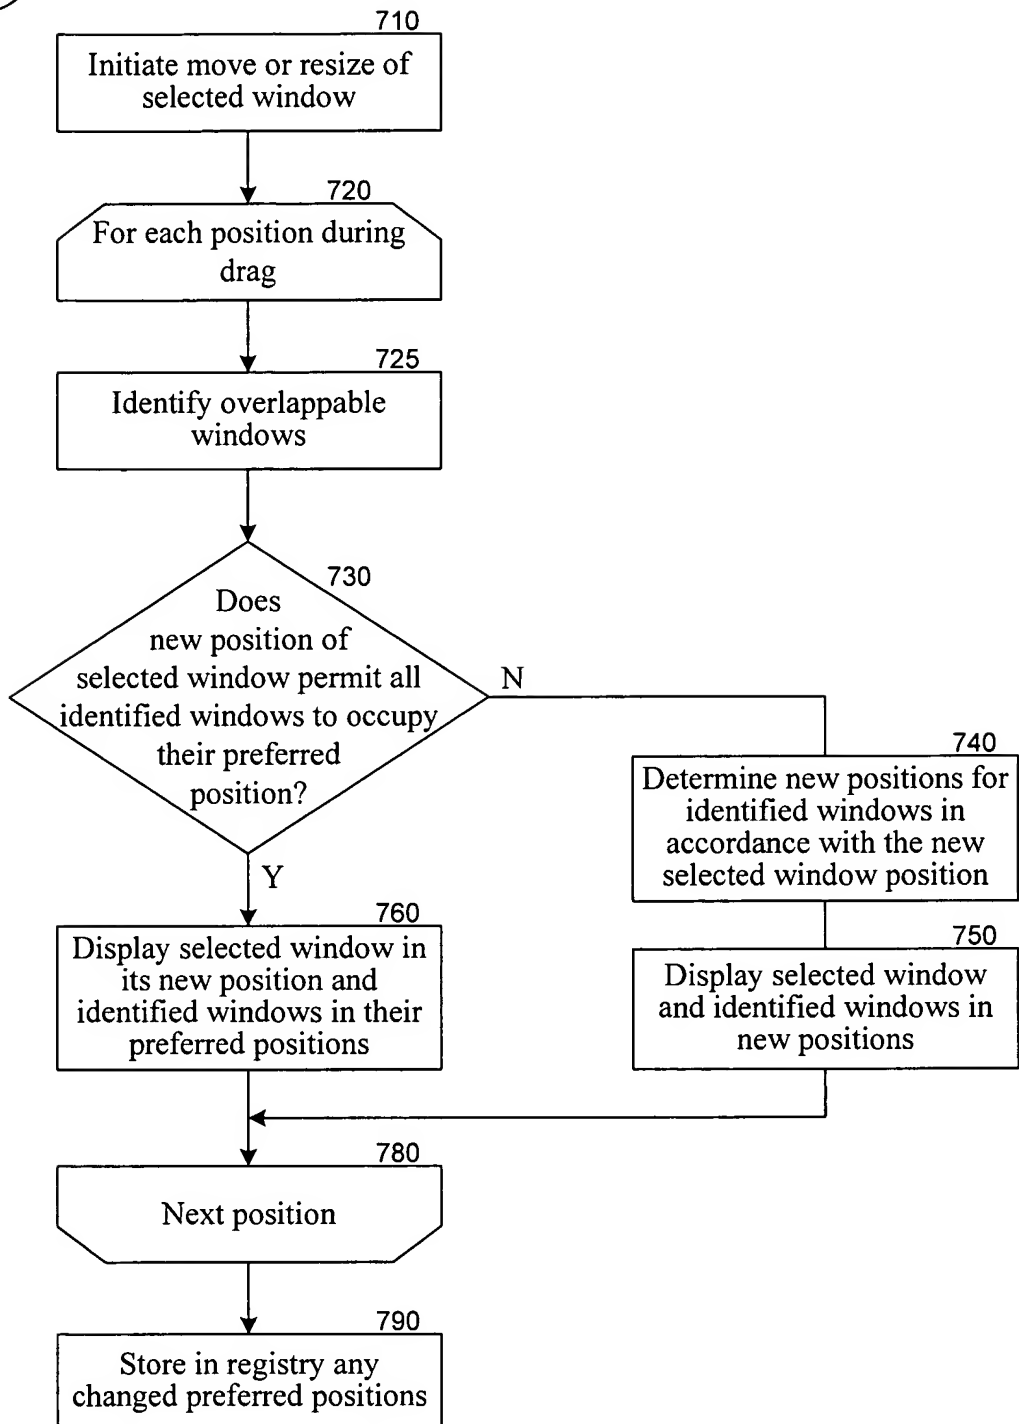 710
Initiate move or resize of
selected window
720
For each position during
drag
725
Identify overlappable
windows
730
Does
new position of
selected window permit all
identified windows to occupy
their preferred
position?
N
Y
740
Determine new positions for
identified windows in
accordance with the new
selected window position
750
Display selected window
and identified windows in
new positions
760
Display selected window in
its new position and
identified windows in their
preferred positions
780
Next position
790
Store in registry any
changed preferred positions